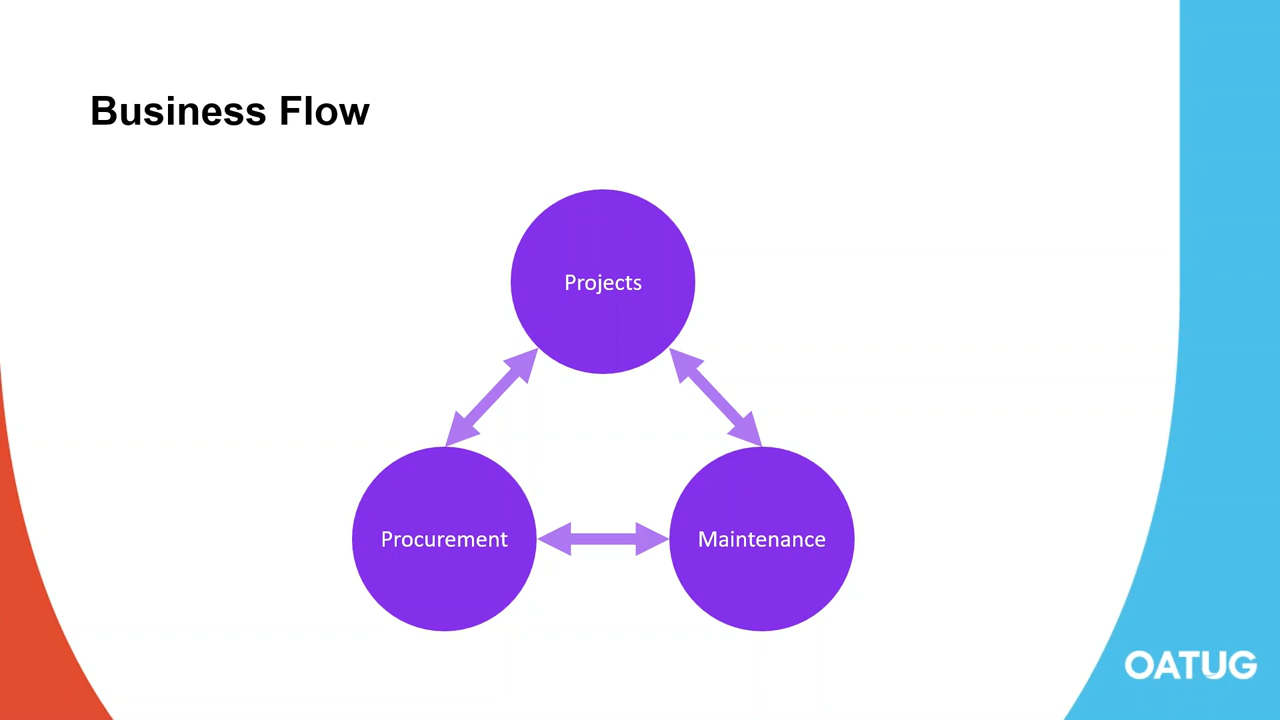 Business Flow
Projects
Procurement
Maintenance
OATUG